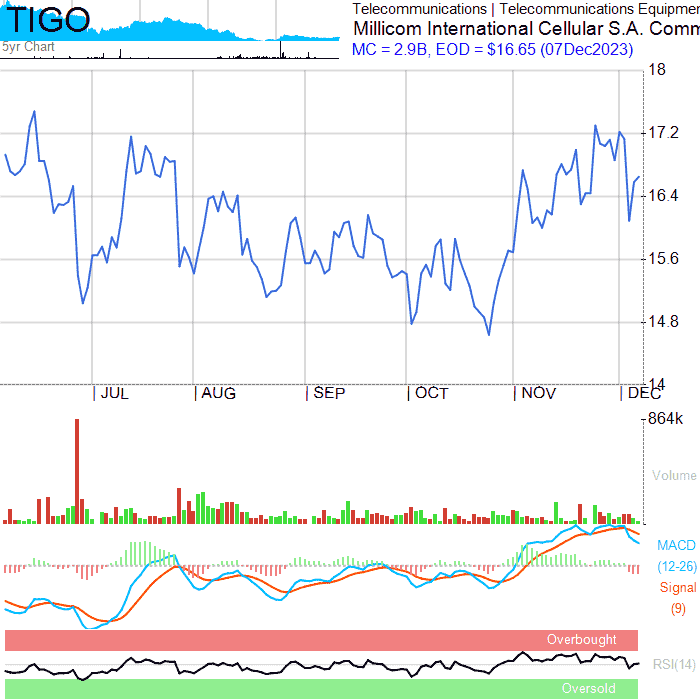 TIGO
5yr Chart
Telecommunications | Telecommunications Equipmen
Millicom International Cellular S.A. Comm
MC = 2.9B, EOD = $16.65 (07Dec2023)
18
17.2
16.4
15.6
14.8
14
JUL AUG SEP OCT NOV DEC
864k
Volume
MACD
(12-26)
Signal
(9)
Overbought
RSI(14)
Oversold